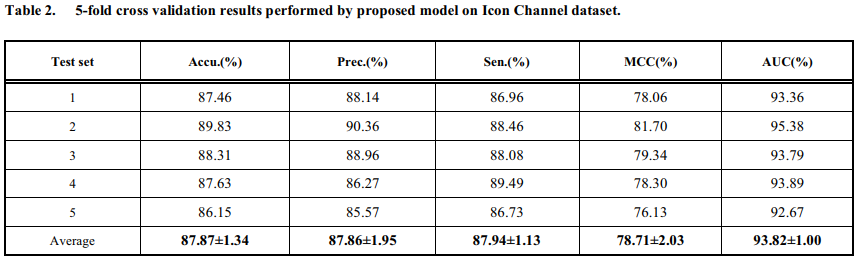 Table 2. 5-fold cross validation results performed by proposed model on Icon Channel dataset.
Test set Accu.(%) Prec.(%) Sen.(%) MCC(%) AUC(%)
1 87.46 88.14 86.96 78.06 93.36
2 89.83 90.36 88.46 81.70 95.38
3 88.31 88.96 88.08 79.34 93.79
4 87.63 86.27 89.49 78.30 93.89
5 86.15 85.57 86.73 76.13 92.67
Average 87.87±1.34 87.86±1.95 87.94±1.13 78.71±2.03 93.82±1.00